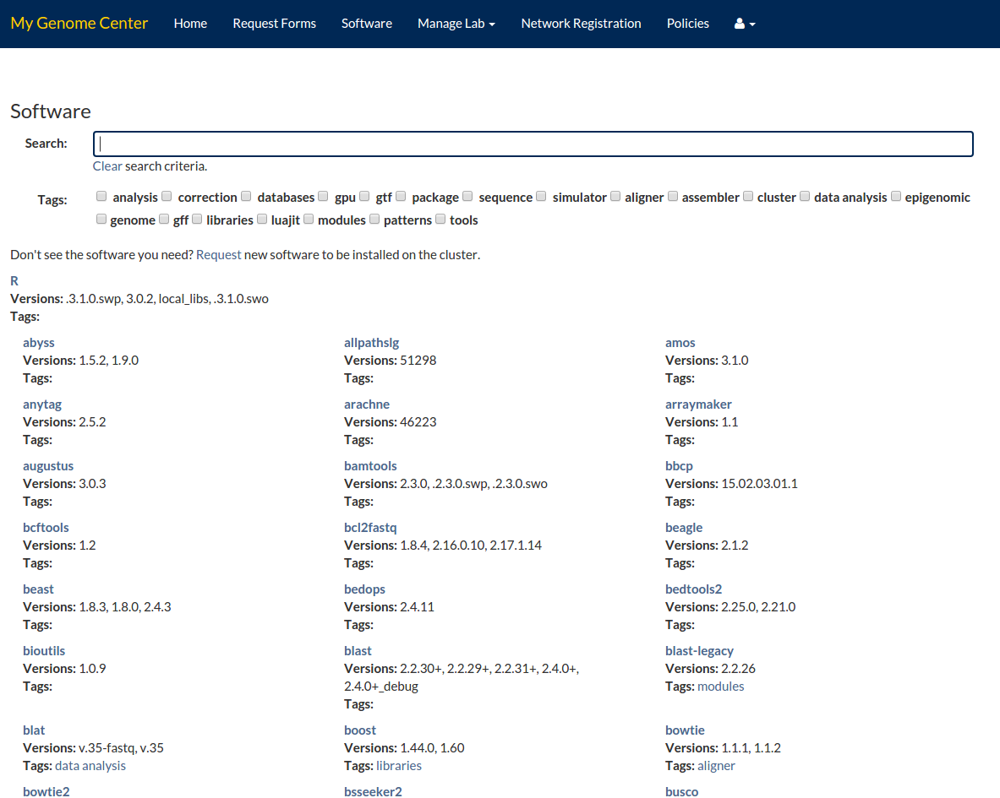 My Genome Center Home Request Forms Software Manage Lab Network Registration Policies
Software
Search:
Clear search criteria.
Tags: analysis correction databases gpu gtf package sequence simulator aligner assembler cluster data analysis epigenomic
genome gff libraries luajit modules patterns tools
Don't see the software you need? Request new software to be installed on the cluster.
R
Versions: .3.1.0.swp, 3.0.2, local_libs, .3.1.0.swo
Tags:
abyss allpathslg amos
Versions: 1.5.2, 1.9.0 Versions: 51298 Versions: 3.1.0
Tags: Tags: Tags:
anytag arachne arraymaker
Versions: 2.5.2 Versions: 46223 Versions: 1.1
Tags: Tags: Tags:
augustus bamtools bbcp
Versions: 3.0.3 Versions: 2.3.0, .2.3.0.swp, .2.3.0.swo Versions: 15.02.03.01.1
Tags: Tags: Tags:
bcftools bcl2fastq beagle
Versions: 1.2 Versions: 1.8.4, 2.16.0.10, 2.17.1.14 Versions: 2.1.2
Tags: Tags: Tags:
beast bedops bedtools2
Versions: 1.8.3, 1.8.0, 2.4.3 Versions: 2.4.11 Versions: 2.25.0, 2.21.0
Tags: Tags: Tags:
bioutils blast blast-legacy
Versions: 1.0.9 Versions: 2.2.30+, 2.2.29+, 2.2.31+, 2.4.0+, Versions: 2.2.26
Tags: 2.4.0+_debug Tags: modules
Tags:
blat boost bowtie
Versions: v.35-fastq, v.35 Versions: 1.44.0, 1.60 Versions: 1.1.1, 1.1.2
Tags: data analysis Tags: libraries Tags: aligner
bowtie2 bsseeker2 busco